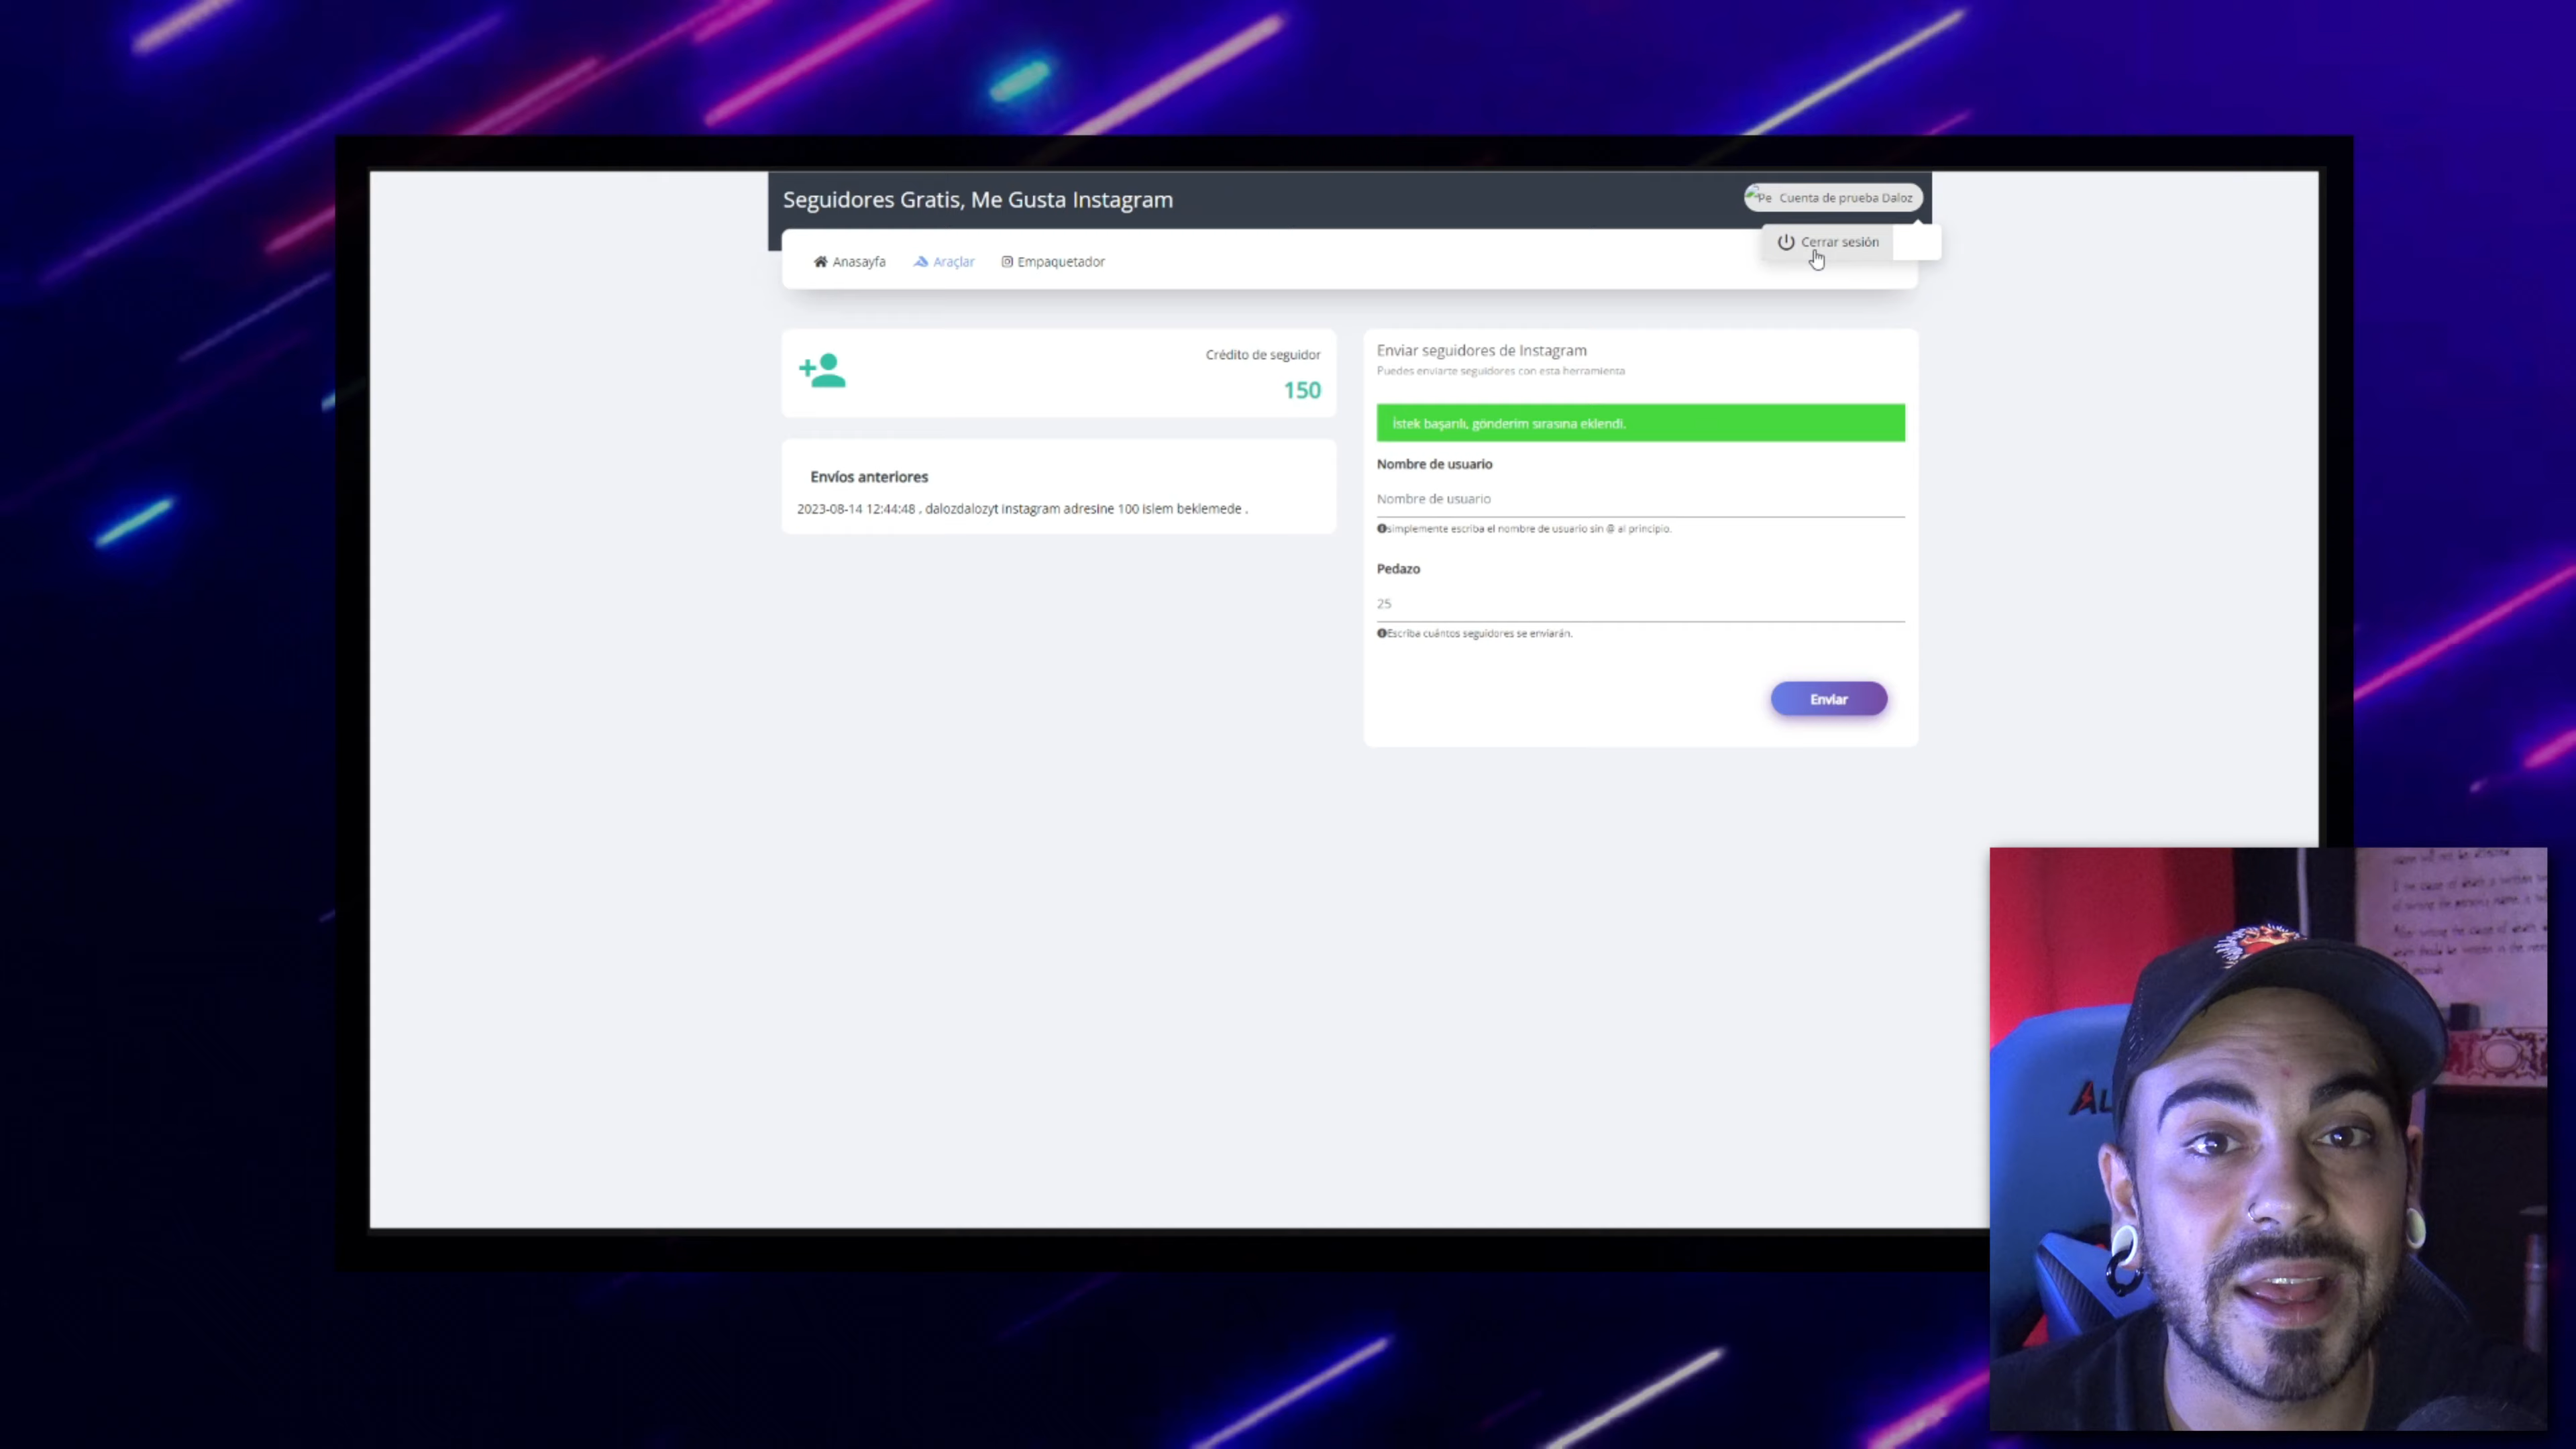 Seguidores Gratis, Me Gusta Instagram
Pe Cuenta de prueba Daloz
Cerrar sesión
Anasayfa Araçlar Empaquetador
Crédito de seguidor
150
Envíos anteriores
2023-08-14 12:44:48 , dalozdalozyt instagram adresine 100 islem beklemede .
Enviar seguidores de Instagram
Puedes enviarte seguidores con esta herramienta
İstek başarılı, gönderim sırasına eklendi.
Nombre de usuario
Nombre de usuario
simplemente escriba el nombre de usuario sin @ al principio.
Pedazo
25
Escriba cuántos seguidores se enviarán.
Enviar